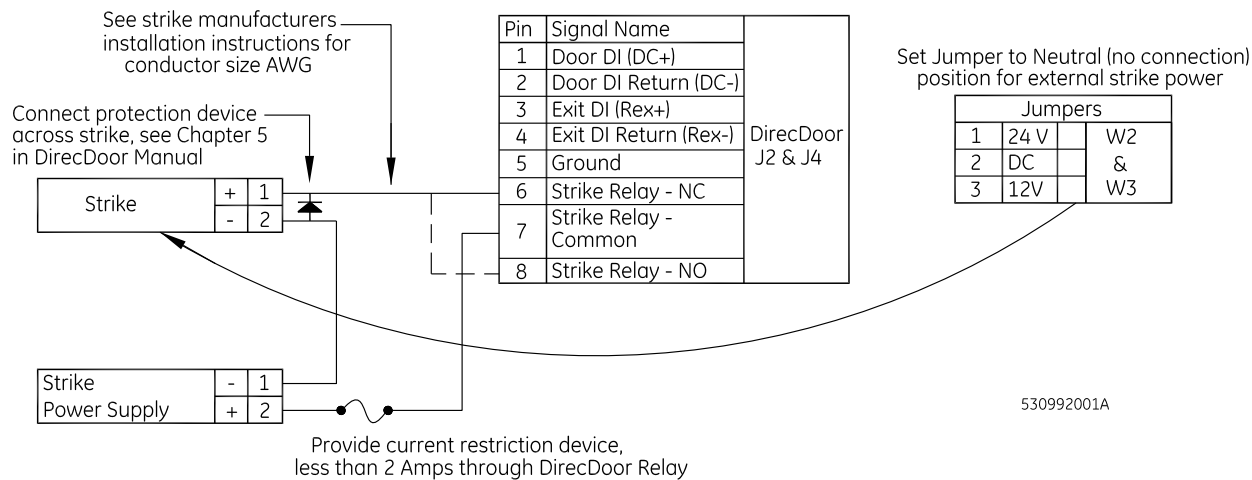 See strike manufacturers
installation instructions for
conductor size AWG
Connect protection device
across strike, see Chapter 5
in DirecDoor Manual
Strike
+ 1
- 2
Pin Signal Name
1 Door DI (DC+)
2 Door DI Return (DC-)
3 Exit DI (Rex+)
4 Exit DI Return (Rex-)
5 Ground
6 Strike Relay - NC
7 Strike Relay -
Common
8 Strike Relay - NO
DirecDoor
J2 & J4
Set Jumper to Neutral (no connection)
position for external strike power
Jumpers
1 24 V
2 DC
3 12V
W2
&
W3
Strike
Power Supply
- 1
+ 2
Provide current restriction device,
less than 2 Amps through DirecDoor Relay
530992001A